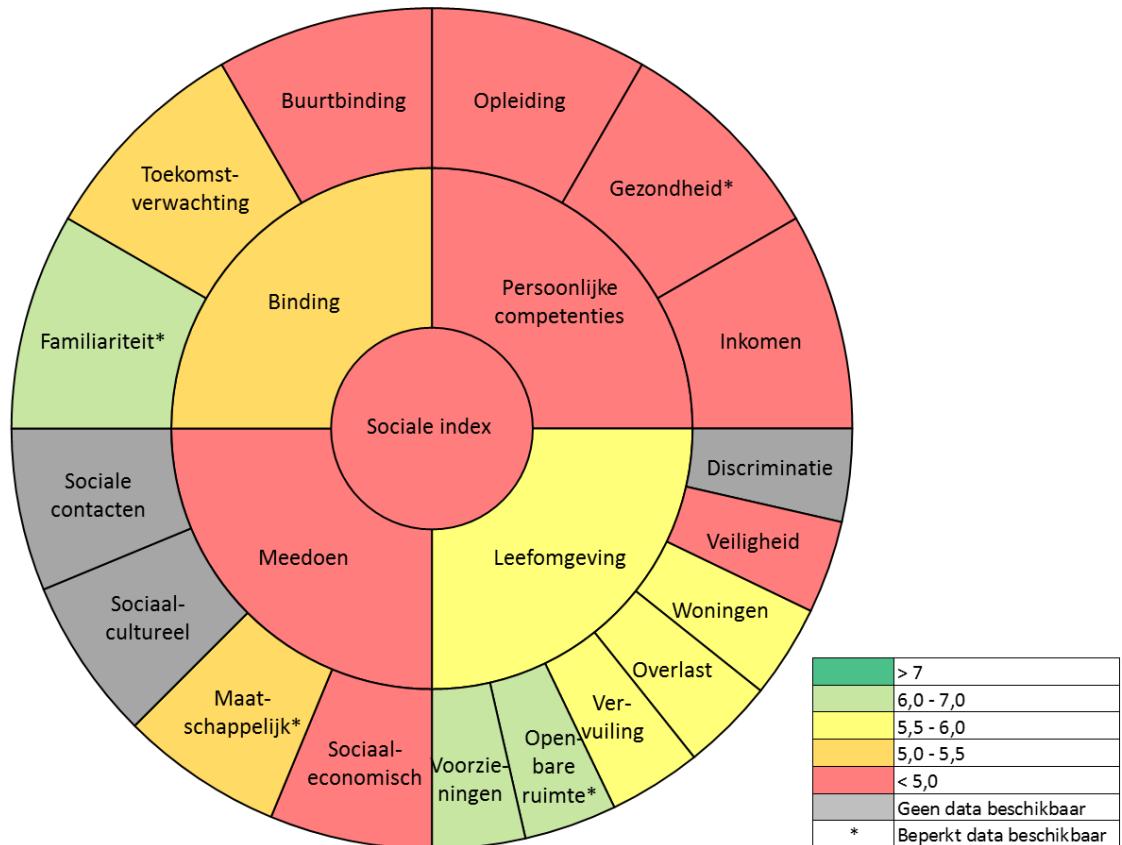 Buurtbinding
Opleiding
Toekomst-
verwachting
Gezondheid*
Binding
Persoonlijke
competenties
Familiariteit*
Inkomen
Sociale index
Sociale
contacten
Discriminatie
Meedoen
Leefomgeving
Veiligheid
Sociaal-
cultureel
Woningen
Overlast
Maat-
schappelijk*
Ver-
vuiling
Sociaal-
economisch
Voorzie-
ningen
Open-
bare
ruimte*
> 7
6,0 - 7,0
5,5 - 6,0
5,0 - 5,5
< 5,0
Geen data beschikbaar
* Beperkt data beschikbaar